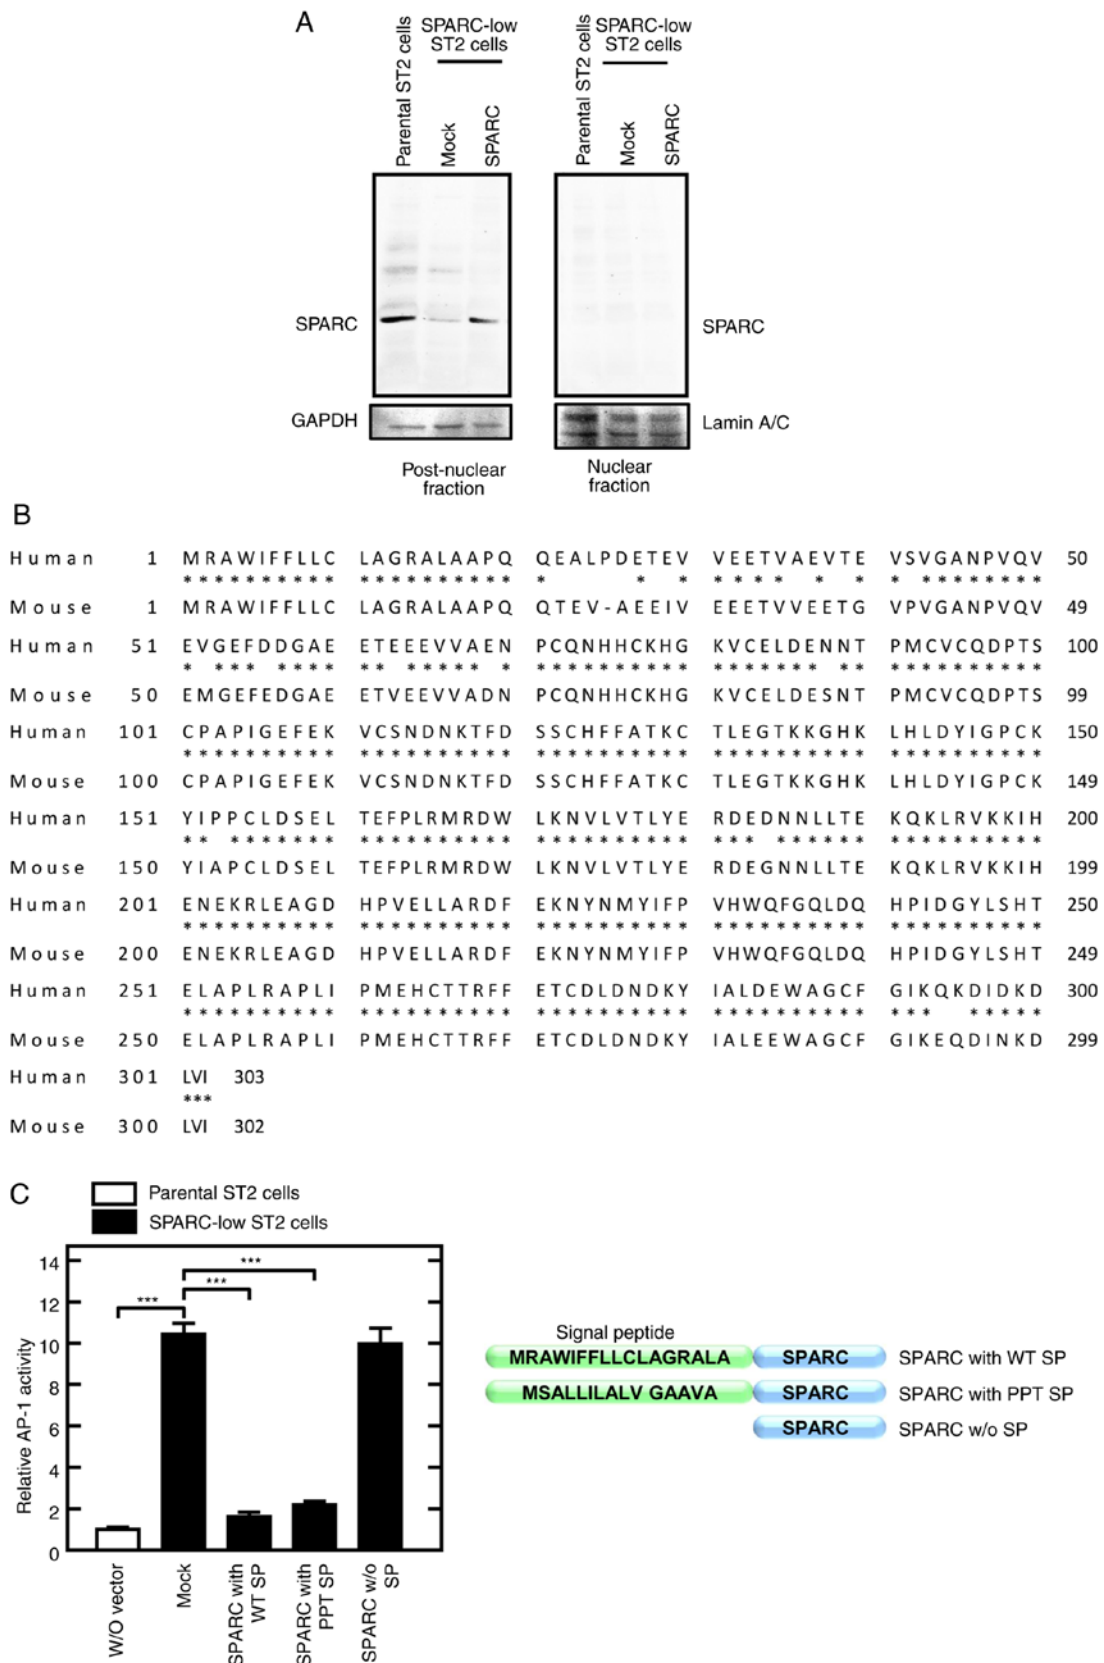 A
Parental ST2 cells
SPARC-low
ST2 cells
Mock
SPARC
Parental ST2 cells
SPARC-low
ST2 cells
Mock
SPARC
SPARC
SPARC
GAPDH
Lamin A/C
Post-nuclear
fraction
Nuclear
fraction
B
Human 1 MRAWIFFLLC LAGRALAAPQ QEALPDETEV VEETVAEVTE VSVGANPVQV 50
********** ********** * * * **** * * * ********
Mouse 1 MRAWIFFLLC LAGRALAAPQ QTEV-AEEIV EEETVVEETG VPVGANPVQV 49
Human 51 EVGEFDDGAE ETEEEVVAEN PCQNHHCKHG KVCELDENNT PMCVCQDPTS 100
* *** **** ** ***** * ********** ******* ** **********
Mouse 50 EMGEFEDGAE ETVEEVVADN PCQNHHCKHG KVCELDESNT PMCVCQDPTS 99
Human 101 CPAPIGEFEK VCSNDNKTFD SSCHFFATKC TLEGTKKGHK LHLDYIGPCK 150
********** ********** ********** ********** **********
Mouse 100 CPAPIGEFEK VCSNDNKTFD SSCHFFATKC TLEGTKKGHK LHLDYIGPCK 149
Human 151 YIPPCLDSEL TEFPLRMRDW LKNVLVTLYE RDEDNNLLTE KQKLRVKKIH 200
** ******* ********** ********** *** ****** **********
Mouse 150 YIAPCLDSEL TEFPLRMRDW LKNVLVTLYE RDEGNNLLTE KQKLRVKKIH 199
Human 201 ENEKRLEAGD HPVELLARDF EKNYNMYIFP VHWQFGQLDQ HPIDGYLSHT 250
********** ********** ********** ********** **********
Mouse 200 ENEKRLEAGD HPVELLARDF EKNYNMYIFP VHWQFGQLDQ HPIDGYLSHT 249
Human 251 ELAPLRAPLI PMEHCTTRFF ETCDLDNDKY IALDEWAGCF GIKQKDIDKD 300
********** ********** ********** ********** *** *****
Mouse 250 ELAPLRAPLI PMEHCTTRFF ETCDLDNDKY IALEEWAGCF GIKEQDINKD 299
Human 301 LVI 303
***
Mouse 300 LVI 302
C
Parental ST2 cells
SPARC-low ST2 cells
Relative AP-1 activity
14
12
10
8
6
4
2
0
***
***
***
W/O vector
Mock
SPARC with
WT SP
SPARC with
PPT SP
SPARC w/o
SP
Signal peptide
MRAWIFFLLCLAGRALA SPARC SPARC with WT SP
MSALLILALV GAAVA SPARC SPARC with PPT SP
SPARC SPARC w/o SP